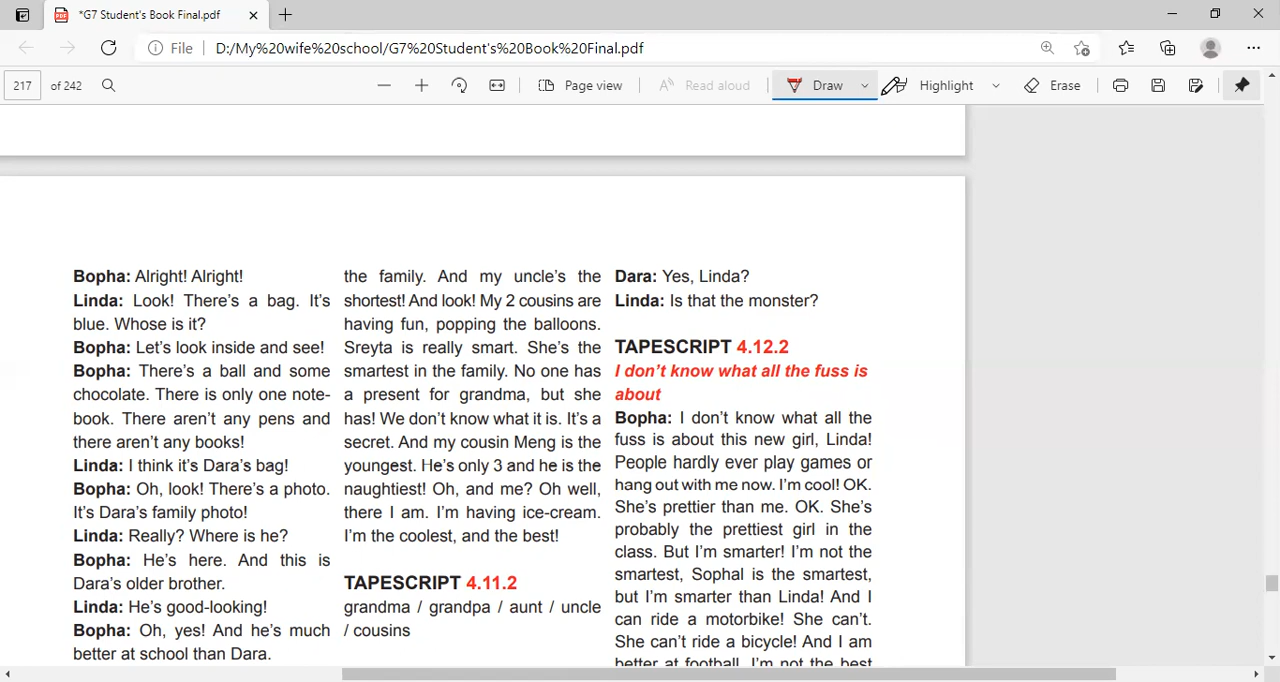 *G7 Student's Book Final.pdf
File
D:/My%20wife%20school/G7%20Student's%20Book%20Final.pdf
217
of 242
Page view
Read aloud
Draw
Highlight
Erase
Bopha: Alright! Alright!
Linda: Look! There's a bag. It's
blue. Whose is it?
Bopha: Let's look inside and see!
Bopha: There's a ball and some
chocolate. There is only one note-
book. There aren't any pens and
there aren't any books!
Linda: I think it's Dara's bag!
Bopha: Oh, look! There's a photo.
It's Dara's family photo!
Linda: Really? Where is he?
Bopha: He's here. And this is
Dara's older brother.
Linda: He's good-looking!
Bopha: Oh, yes! And he's much
better at school than Dara.
the family. And my uncle's the
shortest! And look! My 2 cousins are
having fun, popping the balloons.
Sreyta is really smart. She's the
smartest in the family. No one has
a present for grandma, but she
has! We don't know what it is. It's a
secret. And my cousin Meng is the
youngest. He's only 3 and he is the
naughtiest! Oh, and me? Oh well,
there I am. I'm having ice-cream.
I'm the coolest, and the best!
TAPESCRIPT 4.11.2
grandma / grandpa / aunt / uncle
/ cousins
Dara: Yes, Linda?
Linda: Is that the monster?
TAPESCRIPT 4.12.2
I don't know what all the fuss is
about
Bopha: I don't know what all the
fuss is about this new girl, Linda!
People hardly ever play games or
hang out with me now. I'm cool! OK.
She's prettier than me. OK. She's
probably the prettiest girl in the
class. But I'm smarter! I'm not the
smartest, Sophal is the smartest,
but I'm smarter than Linda! And I
can ride a motorbike! She can't.
She can't ride a bicycle! And I am
better at football. I'm not the best